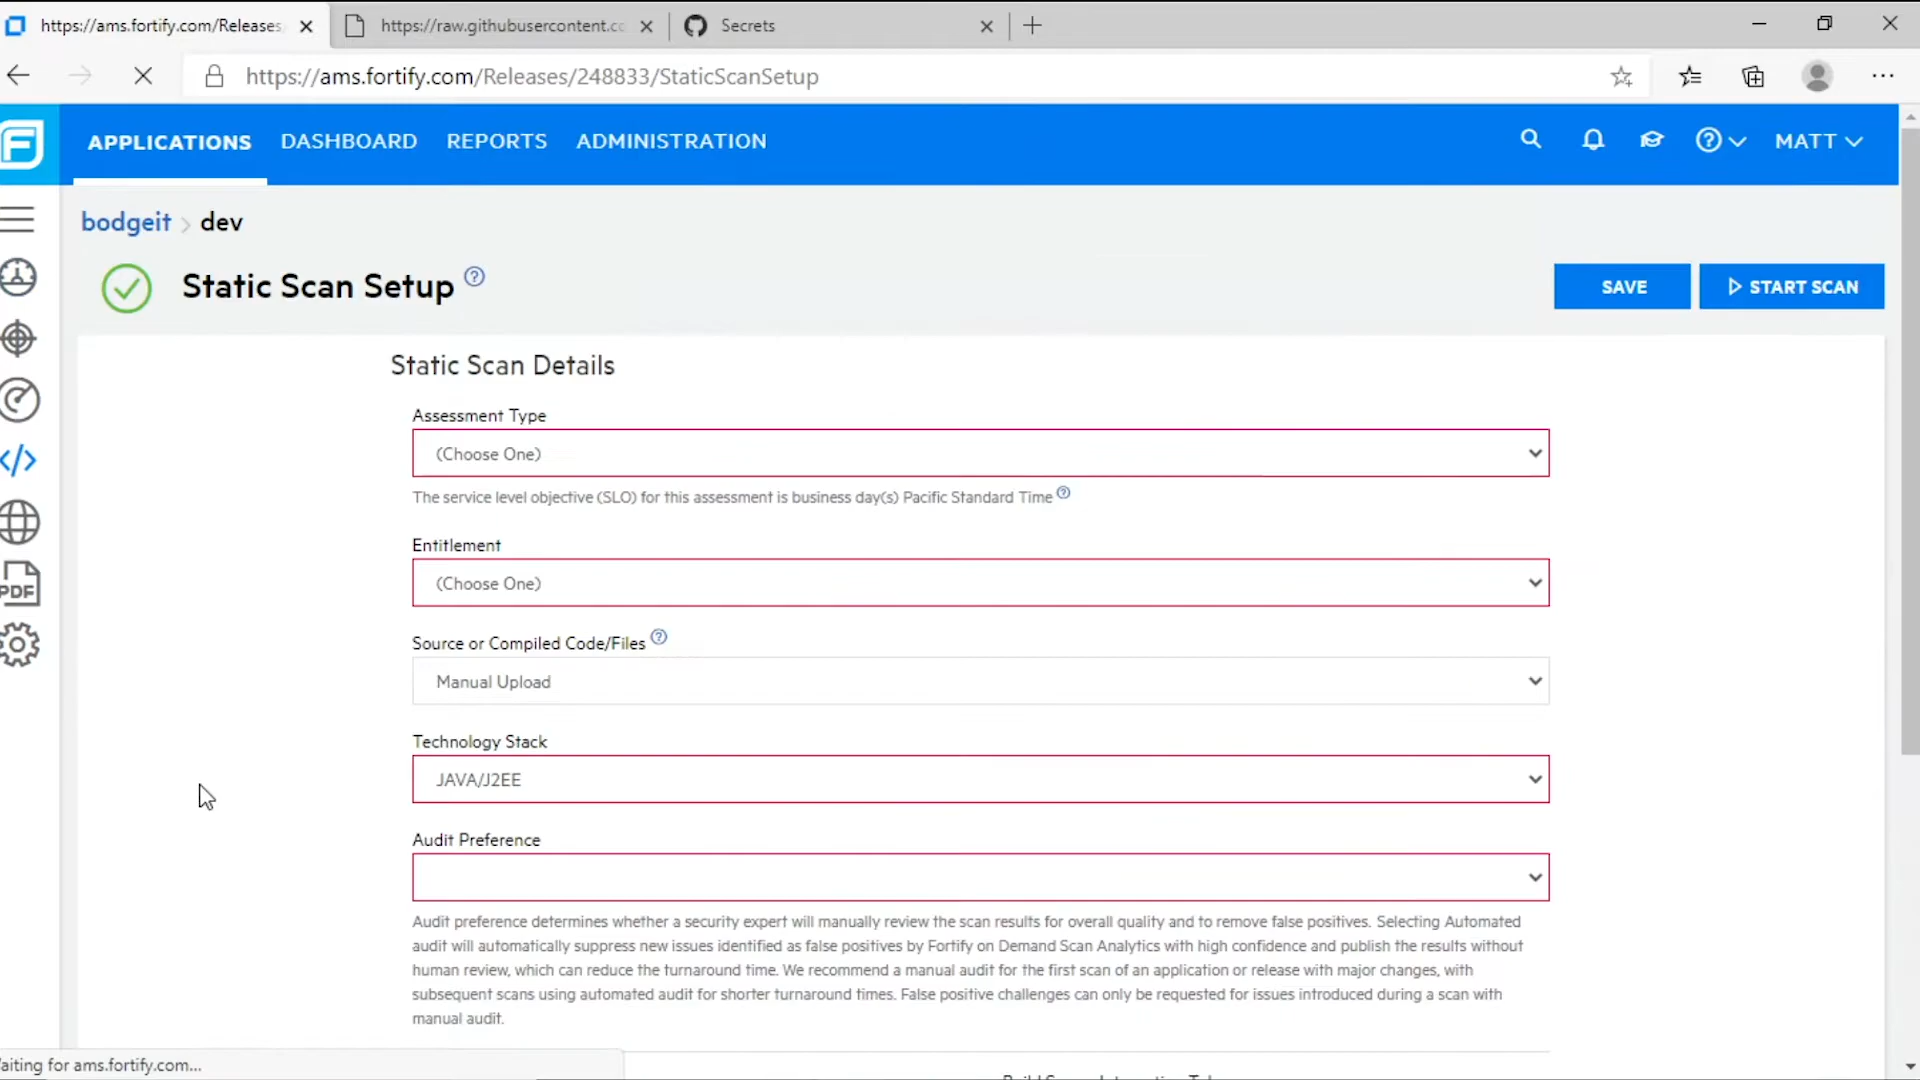 https://ams.fortify.com/Releases
https://raw.githubusercontent.co
Secrets
https://ams.fortify.com/Releases/248833/StaticScanSetup
APPLICATIONS DASHBOARD REPORTS ADMINISTRATION
MATT
bodgeit > dev
Static Scan Setup
SAVE
START SCAN
Static Scan Details
Assessment Type
(Choose One)
The service level objective (SLO) for this assessment is business day(s) Pacific Standard Time
Entitlement
(Choose One)
Source or Compiled Code/Files
Manual Upload
Technology Stack
JAVA/J2EE
PDF
Audit Preference
Audit preference determines whether a security expert will manually review the scan results for overall quality and to remove false positives. Selecting Automated
audit will automatically suppress new issues identified as false positives by Fortify on Demand Scan Analytics with high confidence and publish the results without
human review, which can reduce the turnaround time. We recommend a manual audit for the first scan of an application or release with major changes, with
subsequent scans using automated audit for shorter turnaround times. False positive challenges can only be requested for issues introduced during a scan with
manual audit.
aiting for ams.fortify.com...